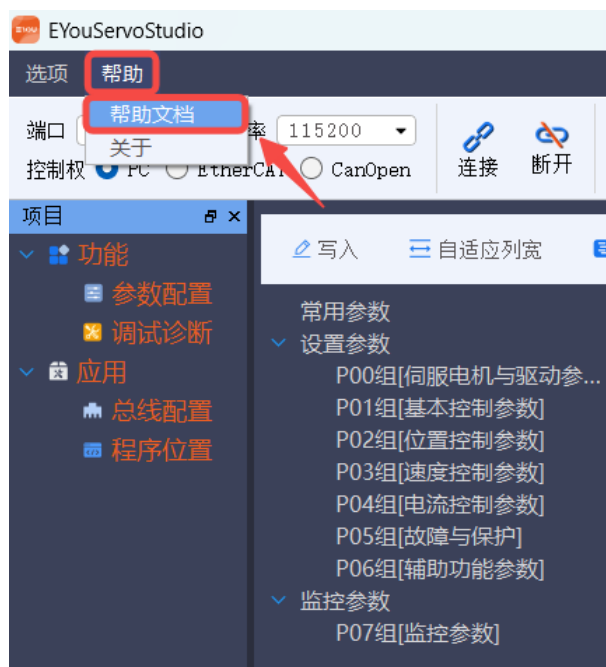 EYouServoStudio
选项 帮助
帮助文档
关于
端口 率 115200
控制权 PC EtherCAT CanOpen
连接 断开
项目
功能
参数配置
调试诊断
应用
总线配置
程序位置
写入 自适应列宽
常用参数
设置参数
P00组[伺服电机与驱动参...
P01组[基本控制参数]
P02组[位置控制参数]
P03组[速度控制参数]
P04组[电流控制参数]
P05组[故障与保护]
P06组[辅助功能参数]
监控参数
P07组[监控参数]